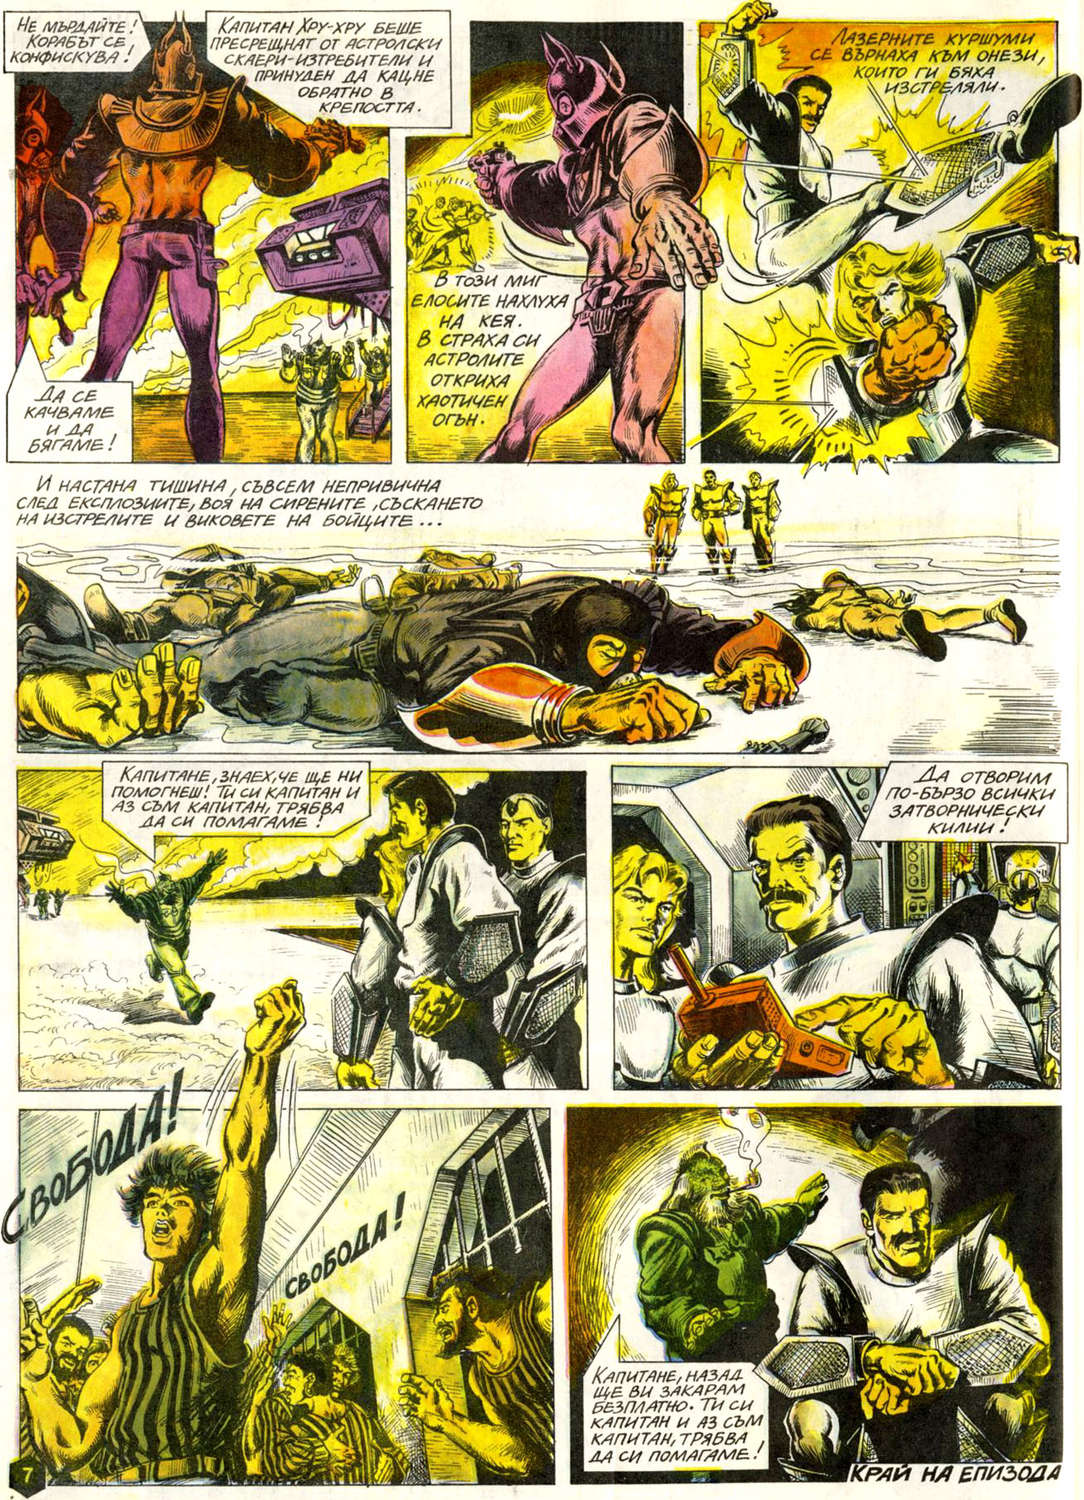 Не мърдайте!
Корабът се
конфискува!
Капитан Хру-хру беше
пресрещнат от астролски
скаери-изтребители и
принуден да кацне
обратно в
крепостта.
Да се
качваме
и да
бягаме!
В този миг
елосите нахлуха
на кея.
В страха си
астролите
откриха
хаотичен
огън.
Лазерните куршуми
се върнаха към онези,
които ги бяха
изстреляли.
И настана тишина, съвсем непривична
след експлозиите, воя на сирените, съскането
на изстрелите и виковете на бойците...
Капитане, знаех, че ще ни
помогнеш! Ти си капитан и
аз съм капитан, трябва
да си помагаме!
Да отворим
по-бързо всички
затворнически
килии!
Свобода!
Свобода!
Капитане, назад
ще ви закарам
безплатно. Ти си
капитан и аз съм
капитан, трябва
да си помагаме!
Край на епизода
7